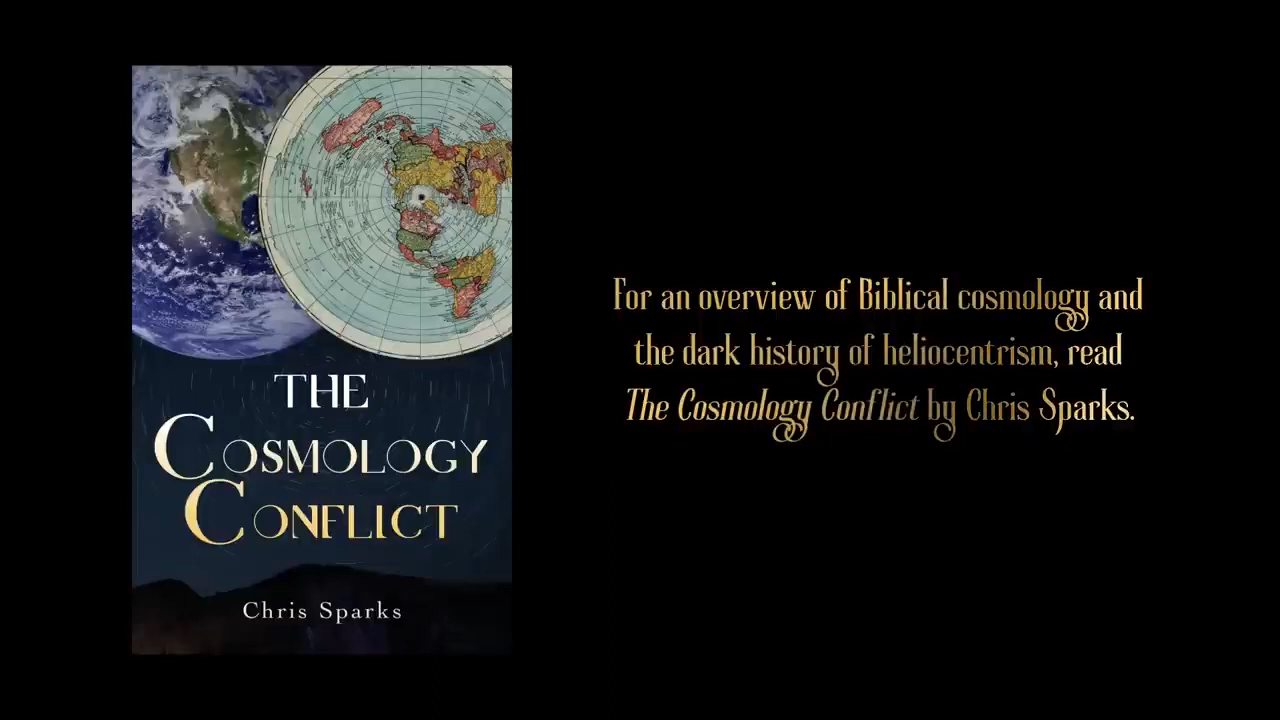 THE
COSMOLOGY
CONFLICT
Chris Sparks
For an overview of Biblical cosmology and
the dark history of heliocentrism, read
The Cosmology Conflict by Chris Sparks.